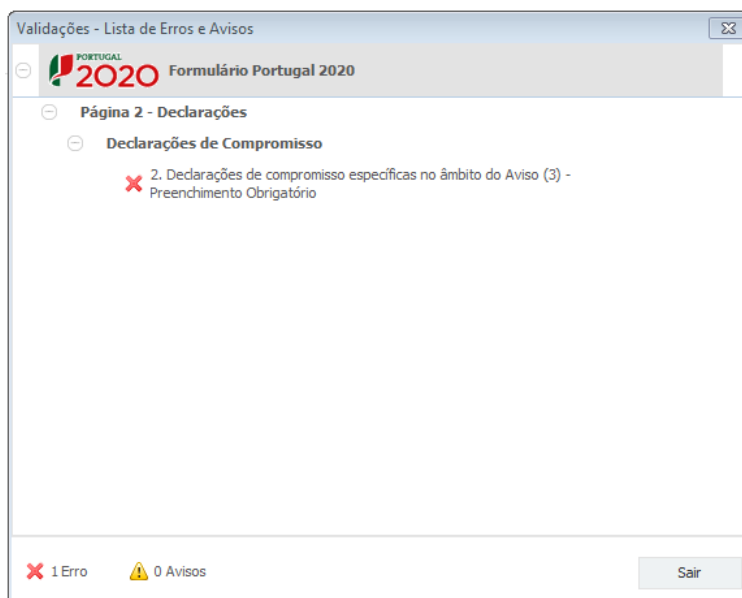 Validações - Lista de Erros e Avisos
PORTUGAL
2020 Formulário Portugal 2020
Página 2 - Declarações
Declarações de Compromisso
2. Declarações de compromisso específicas no âmbito do Aviso (3) -
Preenchimento Obrigatório
1 Erro
0 Avisos
Sair